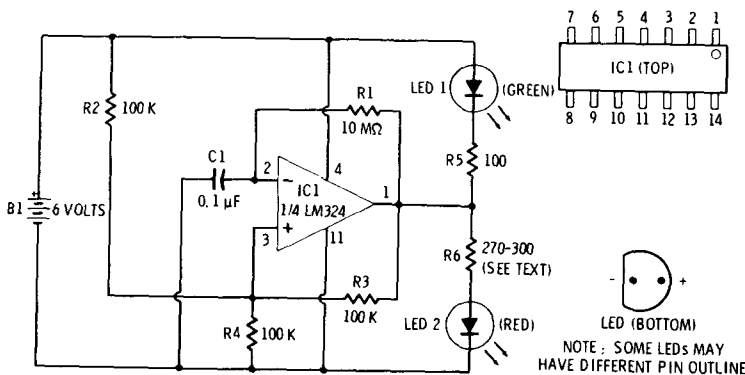 7 6 5 4 3 2 1
IC1 (TOP)
8 9 10 11 12 13 14
LED 1
(GREEN)
R1
10 MΩ
R2
100 K
C1
0.1 µF
2
-
4
IC1
1/4 LM324
1
R5
100
B1
+
6 VOLTS
3
+
11
R6
270-300
(SEE TEXT)
R3
100 K
R4
100 K
LED 2
(RED)
- +
LED (BOTTOM)
NOTE: SOME LEDs MAY
HAVE DIFFERENT PIN OUTLINE